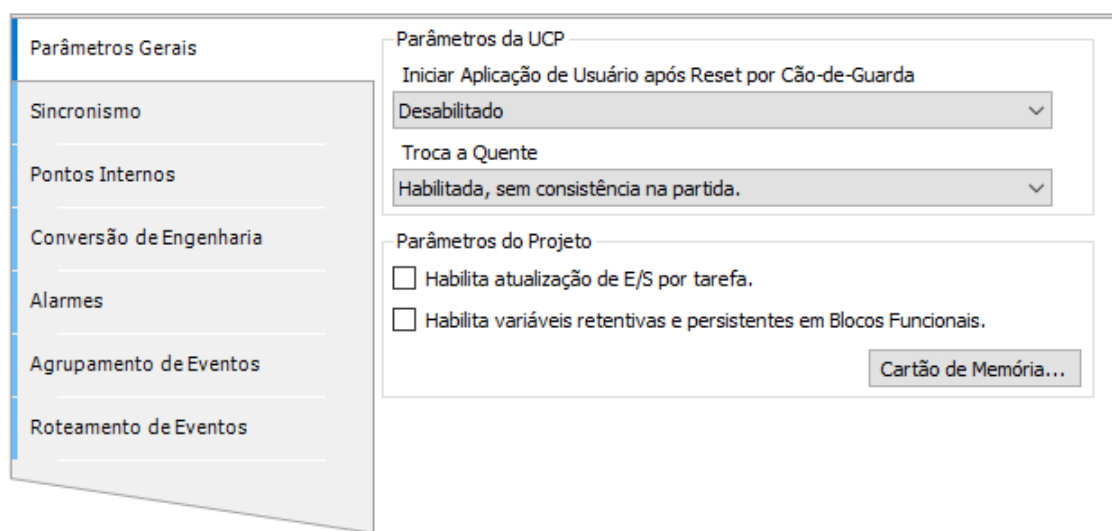 Parâmetros Gerais
Sincronismo
Pontos Internos
Conversão de Engenharia
Alarmes
Agrupamento de Eventos
Roteamento de Eventos
Parâmetros da UCP
Iniciar Aplicação de Usuário após Reset por Cão-de-Guarda
Desabilitado
Troca a Quente
Habilitada, sem consistência na partida.
Parâmetros do Projeto
Habilita atualização de E/S por tarefa.
Habilita variáveis retentivas e persistentes em Blocos Funcionais.
Cartão de Memória...